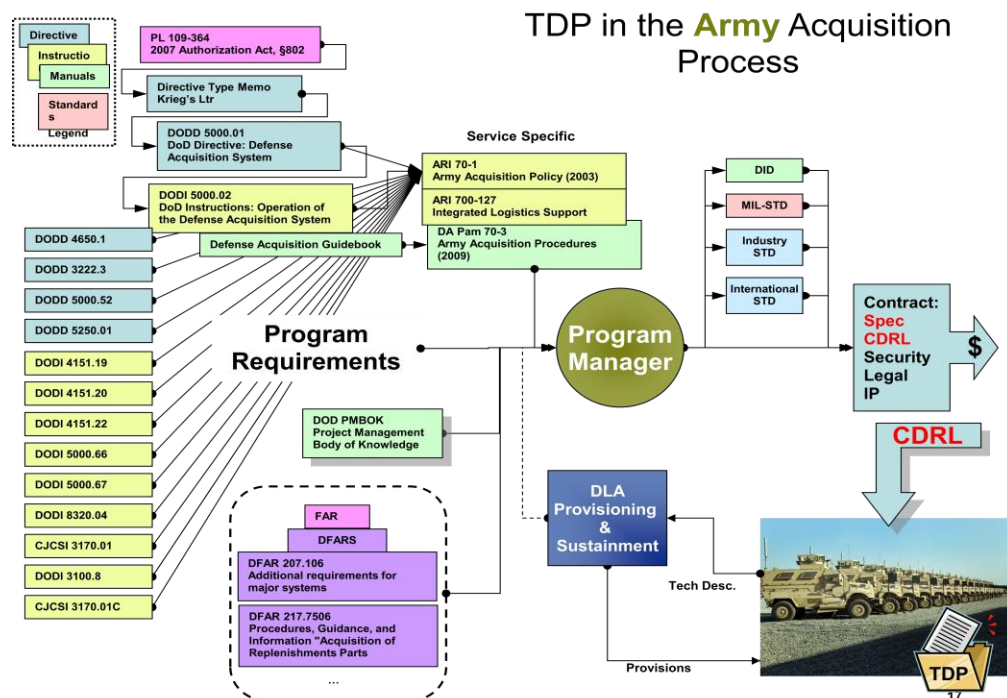 TDP in the Army Acquisition
Process
Directive
Instructio
Manuals
Standard
s
Legend
PL 109-364
2007 Authorization Act, §802
Directive Type Memo
Krieg's Ltr
DODD 5000.01
DoD Directive: Defense
Acquisition System
DODI 5000.02
DoD Instructions: Operation of
the Defense Acquisition System
Service Specific
ARI 70-1
Army Acquisition Policy (2003)
ARI 700-127
Integrated Logistics Support
DA Pam 70-3
Army Acquisition Procedures
(2009)
Defense Acquisition Guidebook
DODD 4650.1
DODD 3222.3
DODD 5000.52
DODD 5250.01
DODI 4151.19
DODI 4151.20
DODI 4151.22
DODI 5000.66
DODI 5000.67
DODI 8320.04
CJCSI 3170.01
DODI 3100.8
CJCSI 3170.01C
Program
Requirements
Program
Manager
DID
MIL-STD
Industry
STD
International
STD
Contract:
Spec
CDRL
Security
Legal
IP
$
CDRL
DOD PMBOK
Project Management
Body of Knowledge
FAR
DFARS
DFAR 207.106
Additional requirements for
major systems
DFAR 217.7506
Procedures, Guidance, and
Information "Acquisition of
Replenishments Parts
...
DLA
Provisioning
&
Sustainment
Tech Desc.
Provisions
TDP
17